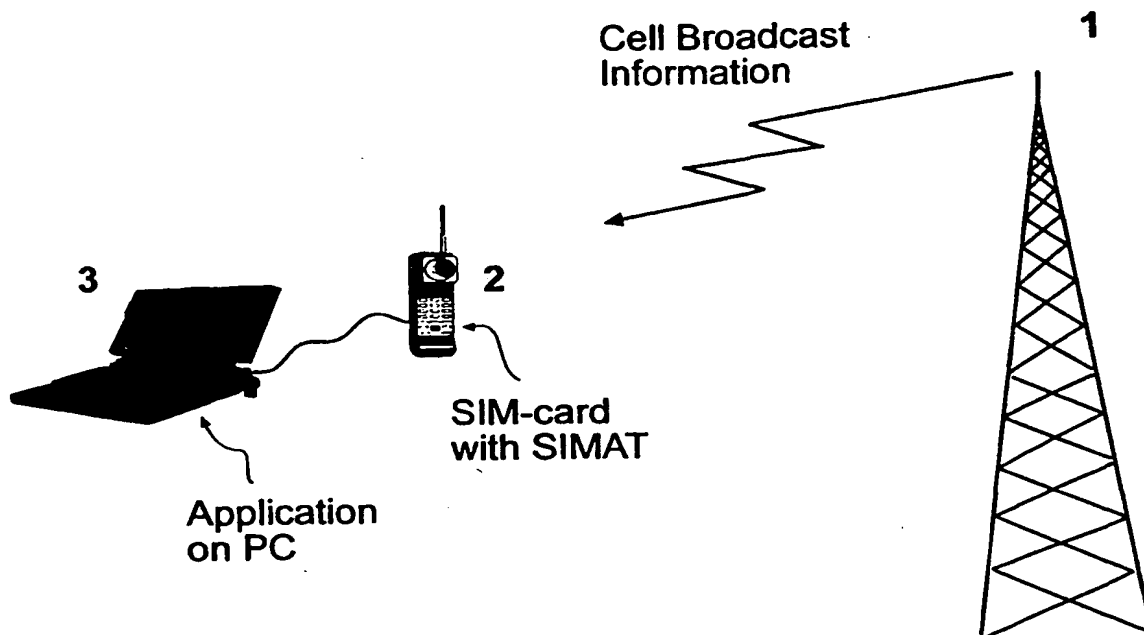 1
Cell Broadcast
Information
3
2
SIM-card
with SIMAT
Application
on PC